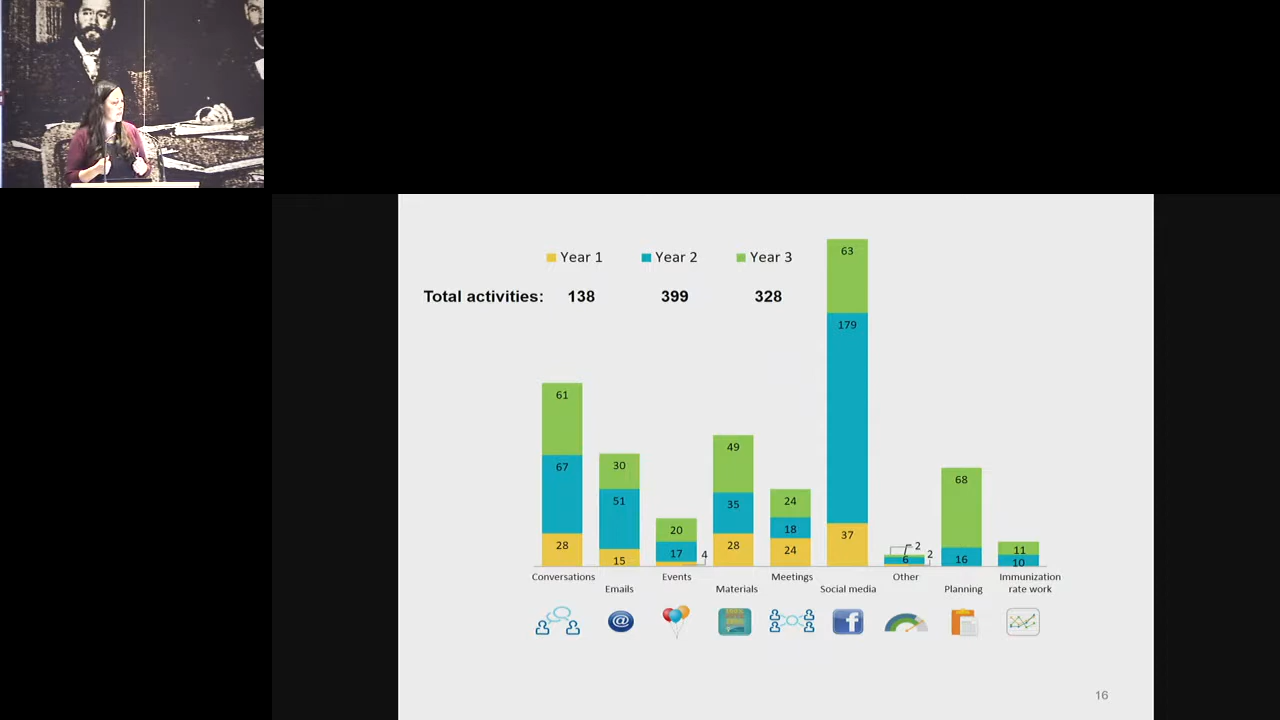 Year 1 Year 2 Year 3
Total activities: 138 399 328
63
179
37
61
67
28
30
51
15
20
17
4
49
35
28
24
18
24
2
6
2
68
16
11
10
Conversations
Emails
Events
Materials
Meetings
Social media
Other
Planning
Immunization
rate work
@
f
16